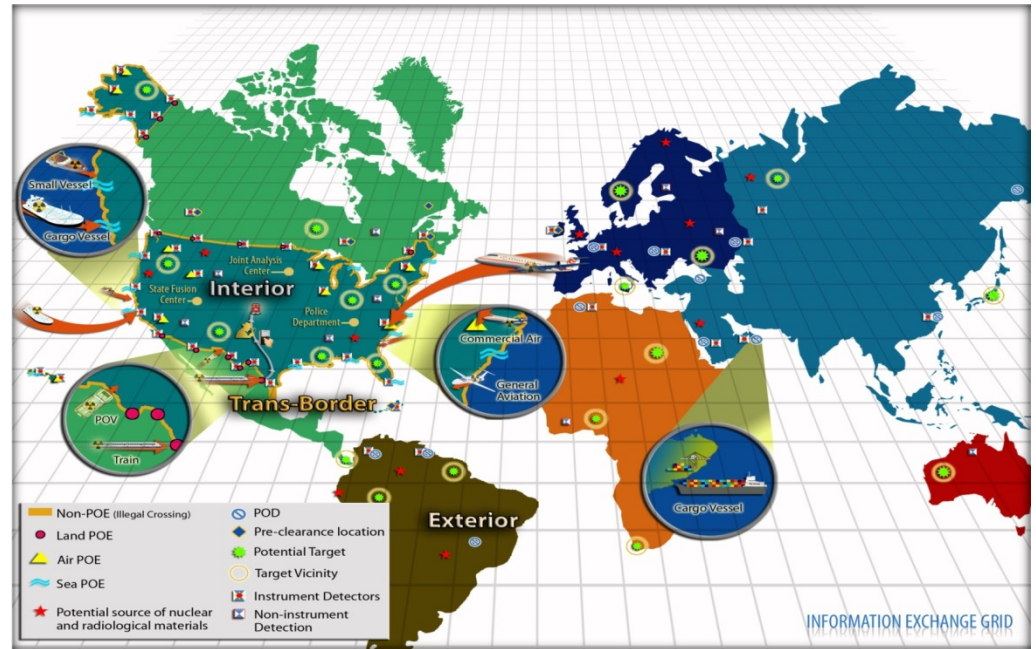 Small Vessel
Cargo Vessel
Joint Analysis
Center
State Fusion
Center
Interior
Police
Department
Trans-Border
POV
Train
Commercial Air
General
Aviation
Cargo Vessel
Exterior
Non-POE (Illegal Crossing)
Land POE
Air POE
Sea POE
Potential source of nuclear
and radiological materials
POD
Pre-clearance location
Potential Target
Target Vicinity
Instrument Detectors
Non-instrument
Detection
INFORMATION EXCHANGE GRID